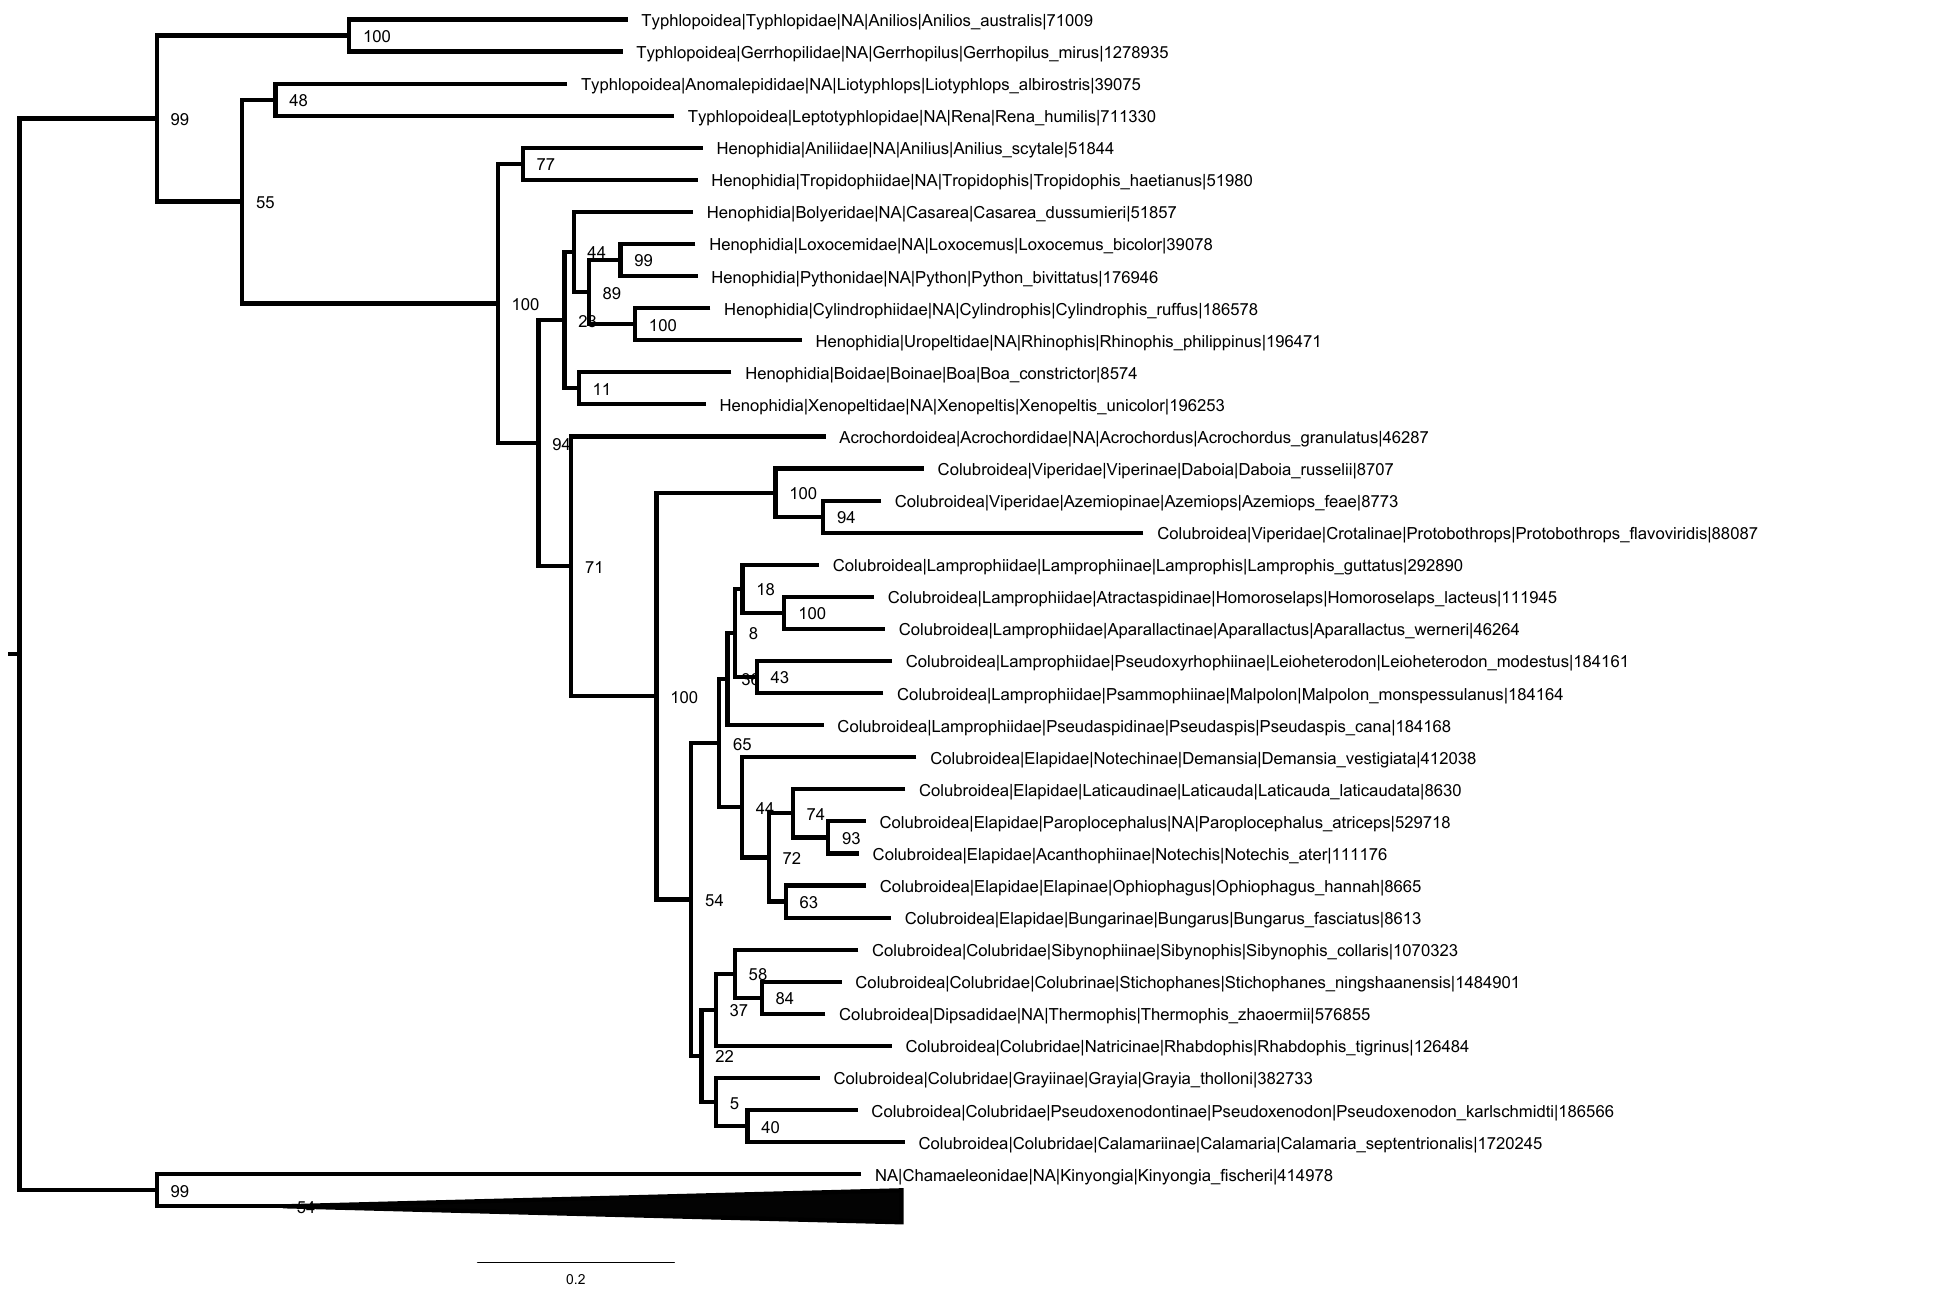 Typhlopoidea|Typhlopidae|NA|Anilios|Anilios_australis|71009
100
Typhlopoidea|Gerrhopilidae|NA|Gerrhopilus|Gerrhopilus_mirus|1278935
Typhlopoidea|Anomalepididae|NA|Liotyphlops|Liotyphlops_albirostris|39075
48
99
Typhlopoidea|Leptotyphlopidae|NA|Rena|Rena_humilis|711330
Henophidia|Aniliidae|NA|Anilius|Anilius_scytale|51844
77
Henophidia|Tropidophiidae|NA|Tropidophis|Tropidophis_haetianus|51980
55
Henophidia|Bolyeridae|NA|Casarea|Casarea_dussumieri|51857
Henophidia|Loxocemidae|NA|Loxocemus|Loxocemus_bicolor|39078
44
99
Henophidia|Pythonidae|NA|Python|Python_bivittatus|176946
89
100
Henophidia|Cylindrophiidae|NA|Cylindrophis|Cylindrophis_ruffus|186578
100
Henophidia|Uropeltidae|NA|Rhinophis|Rhinophis_philippinus|196471
Henophidia|Boidae|Boinae|Boa|Boa_constrictor|8574
11
Henophidia|Xenopeltidae|NA|Xenopeltis|Xenopeltis_unicolor|196253
Acrochordoidea|Acrochordidae|NA|Acrochordus|Acrochordus_granulatus|46287
94
Colubroidea|Viperidae|Viperinae|Daboia|Daboia_russelii|8707
100
Colubroidea|Viperidae|Azemiopinae|Azemiops|Azemiops_feae|8773
94
Colubroidea|Viperidae|Crotalinae|Protobothrops|Protobothrops_flavoviridis|88087
71
Colubroidea|Lamprophiidae|Lamprophiinae|Lamprophis|Lamprophis_guttatus|292890
18
Colubroidea|Lamprophiidae|Atractaspidinae|Homoroselaps|Homoroselaps_lacteus|111945
100
Colubroidea|Lamprophiidae|Aparallactinae|Aparallactus|Aparallactus_werneri|46264
8
Colubroidea|Lamprophiidae|Pseudoxyrhophiinae|Leioheterodon|Leioheterodon_modestus|184161
43
Colubroidea|Lamprophiidae|Psammophiinae|Malpolon|Malpolon_monspessulanus|184164
100
Colubroidea|Lamprophiidae|Pseudaspidinae|Pseudaspis|Pseudaspis_cana|184168
65
Colubroidea|Elapidae|Notechinae|Demansia|Demansia_vestigiata|412038
Colubroidea|Elapidae|Laticaudinae|Laticauda|Laticauda_laticaudata|8630
44
74
Colubroidea|Elapidae|Paroplocephalus|NA|Paroplocephalus_atriceps|529718
93
Colubroidea|Elapidae|Acanthophiinae|Notechis|Notechis_ater|111176
72
Colubroidea|Elapidae|Elapinae|Ophiophagus|Ophiophagus_hannah|8665
54
63
Colubroidea|Elapidae|Bungarinae|Bungarus|Bungarus_fasciatus|8613
Colubroidea|Colubridae|Sibynophiinae|Sibynophis|Sibynophis_collaris|1070323
58
Colubroidea|Colubridae|Colubrinae|Stichophanes|Stichophanes_ningshaanensis|1484901
84
37
Colubroidea|Dipsadidae|NA|Thermophis|Thermophis_zhaoermii|576855
Colubroidea|Colubridae|Natricinae|Rhabdophis|Rhabdophis_tigrinus|126484
22
Colubroidea|Colubridae|Grayiinae|Grayia|Grayia_tholloni|382733
5
Colubroidea|Colubridae|Pseudoxenodontinae|Pseudoxenodon|Pseudoxenodon_karlschmidti|186566
40
Colubroidea|Colubridae|Calamariinae|Calamaria|Calamaria_septentrionalis|1720245
NA|Chamaeleonidae|NA|Kinyongia|Kinyongia_fischeri|414978
99
54
0.2